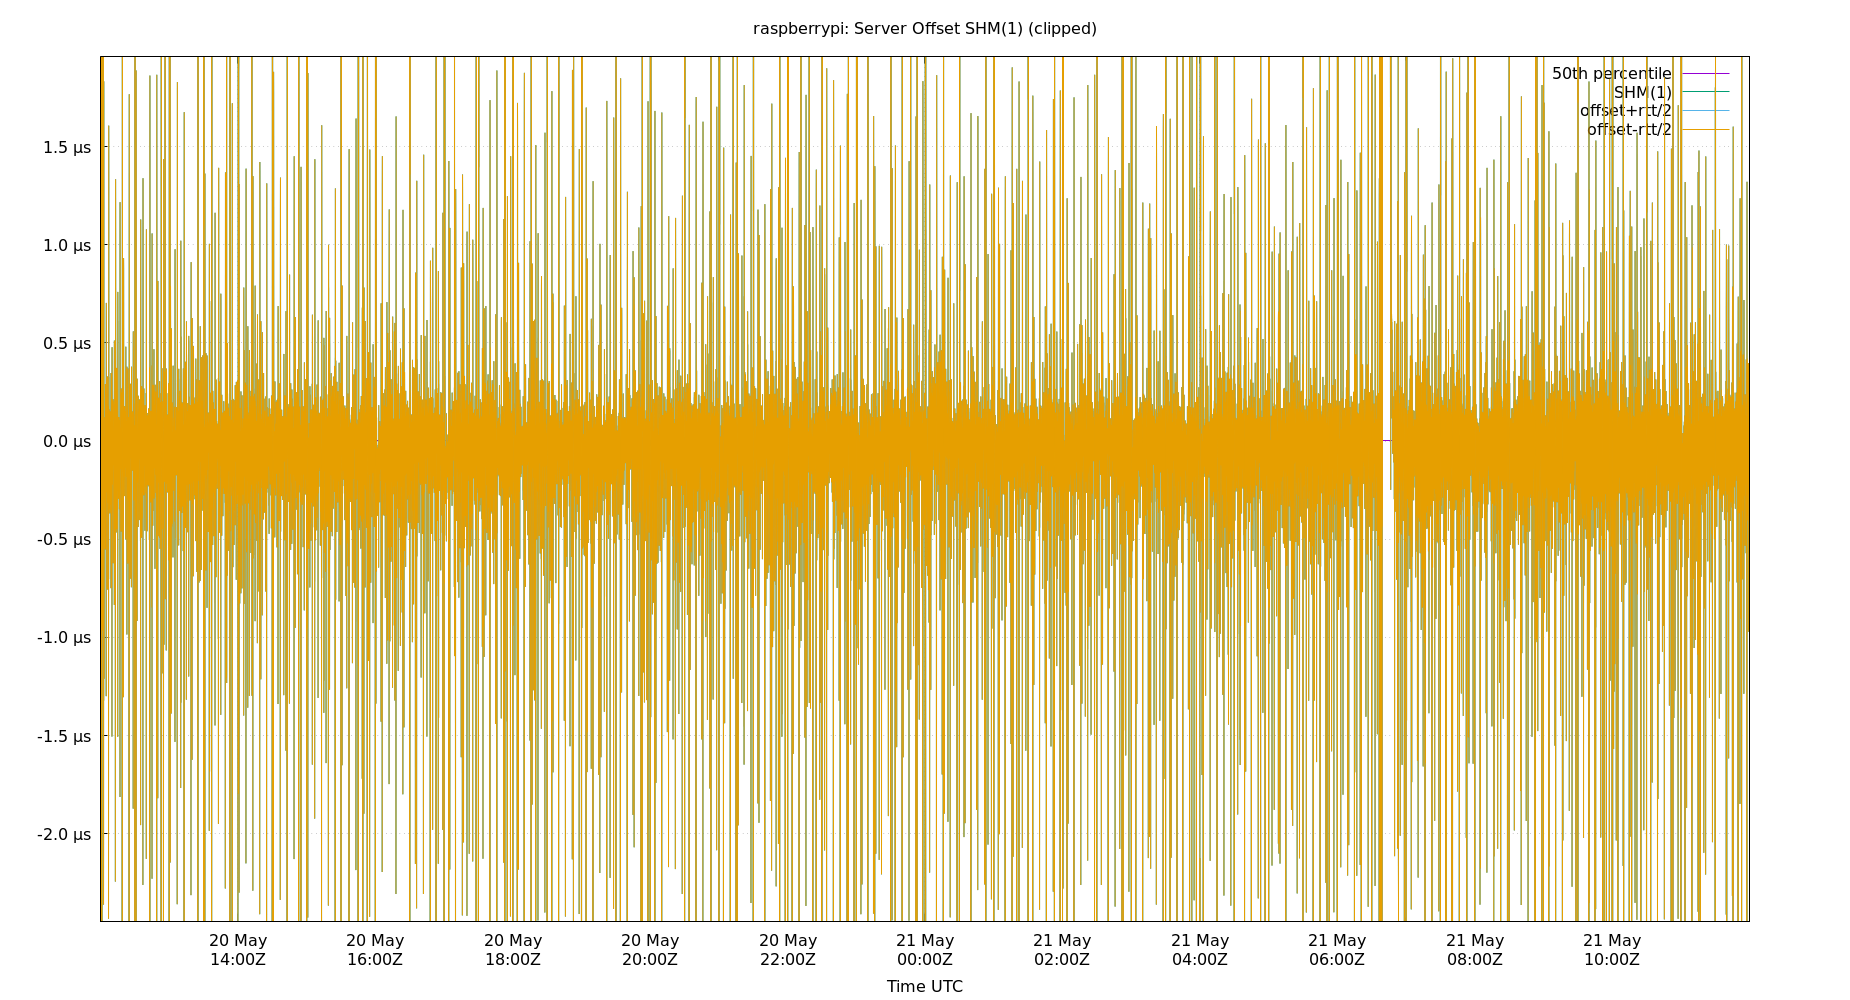 raspberrypi: Server Offset SHM(1) (clipped)
50th percentile
SHM(1)
offset+rtt/2
offset-rtt/2
1.5 µs
1.0 µs
0.5 µs
0.0 µs
-0.5 µs
-1.0 µs
-1.5 µs
-2.0 µs
20 May 20 May 20 May 20 May 20 May 21 May 21 May 21 May 21 May 21 May 21 May
14:00Z 16:00Z 18:00Z 20:00Z 22:00Z 00:00Z 02:00Z 04:00Z 06:00Z 08:00Z 10:00Z
Time UTC